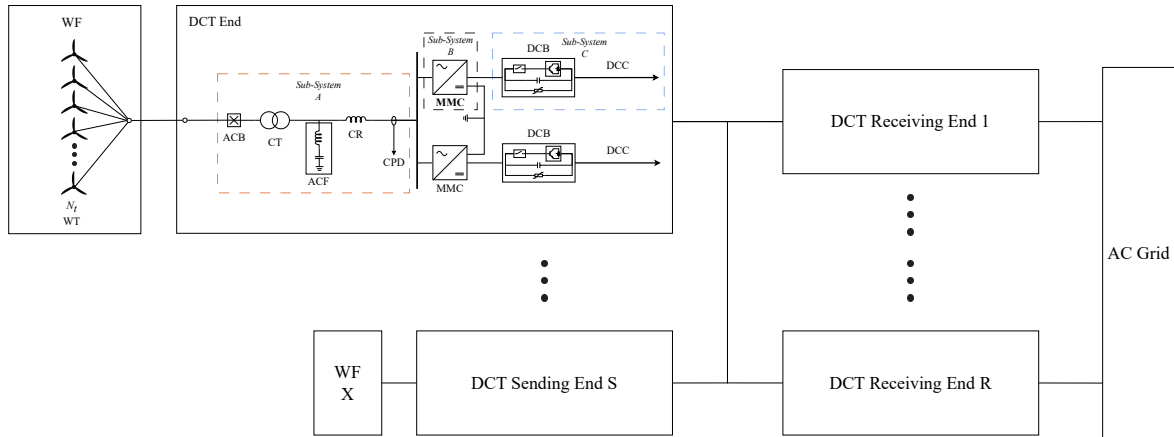 WF
N_t
WT
DCT End
Sub-System
A
ACB
CT
ACF
CR
CPD
Sub-System
B
MMC
MMC
Sub-System
C
DCB
DCC
DCB
DCC
DCT Receiving End 1
AC Grid
WF
X
DCT Sending End S
DCT Receiving End R